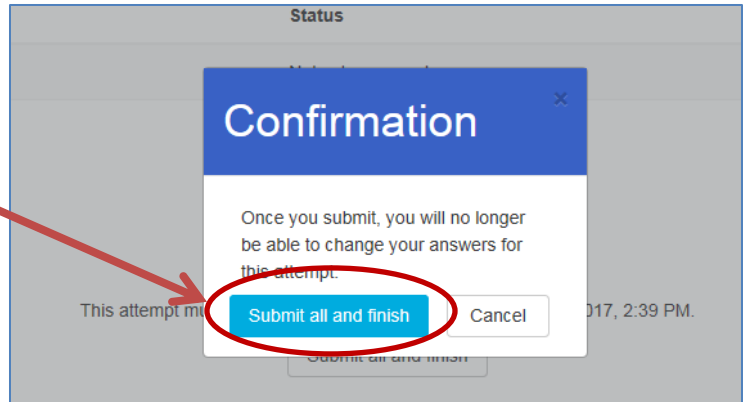 Status
Confirmation
×
Once you submit, you will no longer
be able to change your answers for
this attempt.
This attempt 017, 2:39 PM.
Submit all and finish Cancel
Submit all and finish